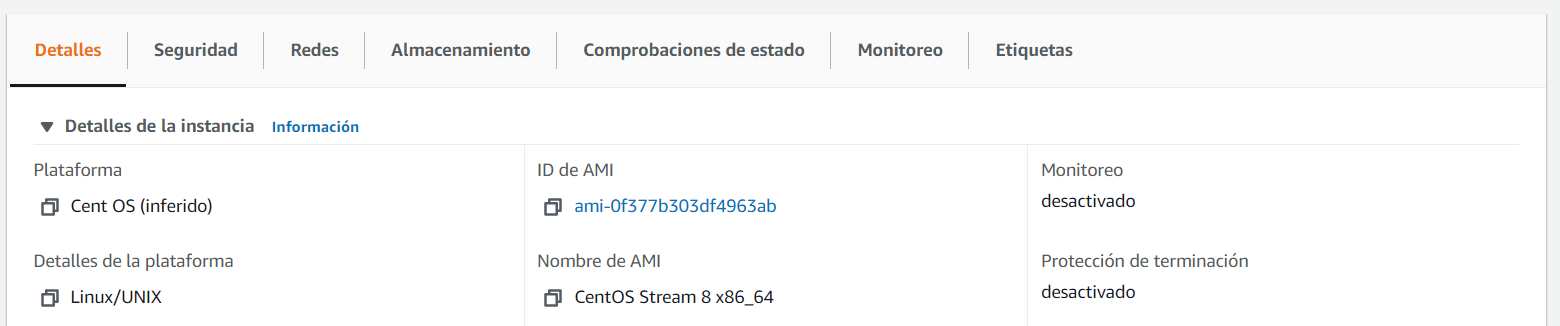 Detalles Seguridad Redes Almacenamiento Comprobaciones de estado Monitoreo Etiquetas
Detalles de la instancia Información
Plataforma
Cent OS (inferido)
ID de AMI
ami-0f377b303df4963ab
Monitoreo
desactivado
Detalles de la plataforma
Linux/UNIX
Nombre de AMI
CentOS Stream 8 x86_64
Protección de terminación
desactivado